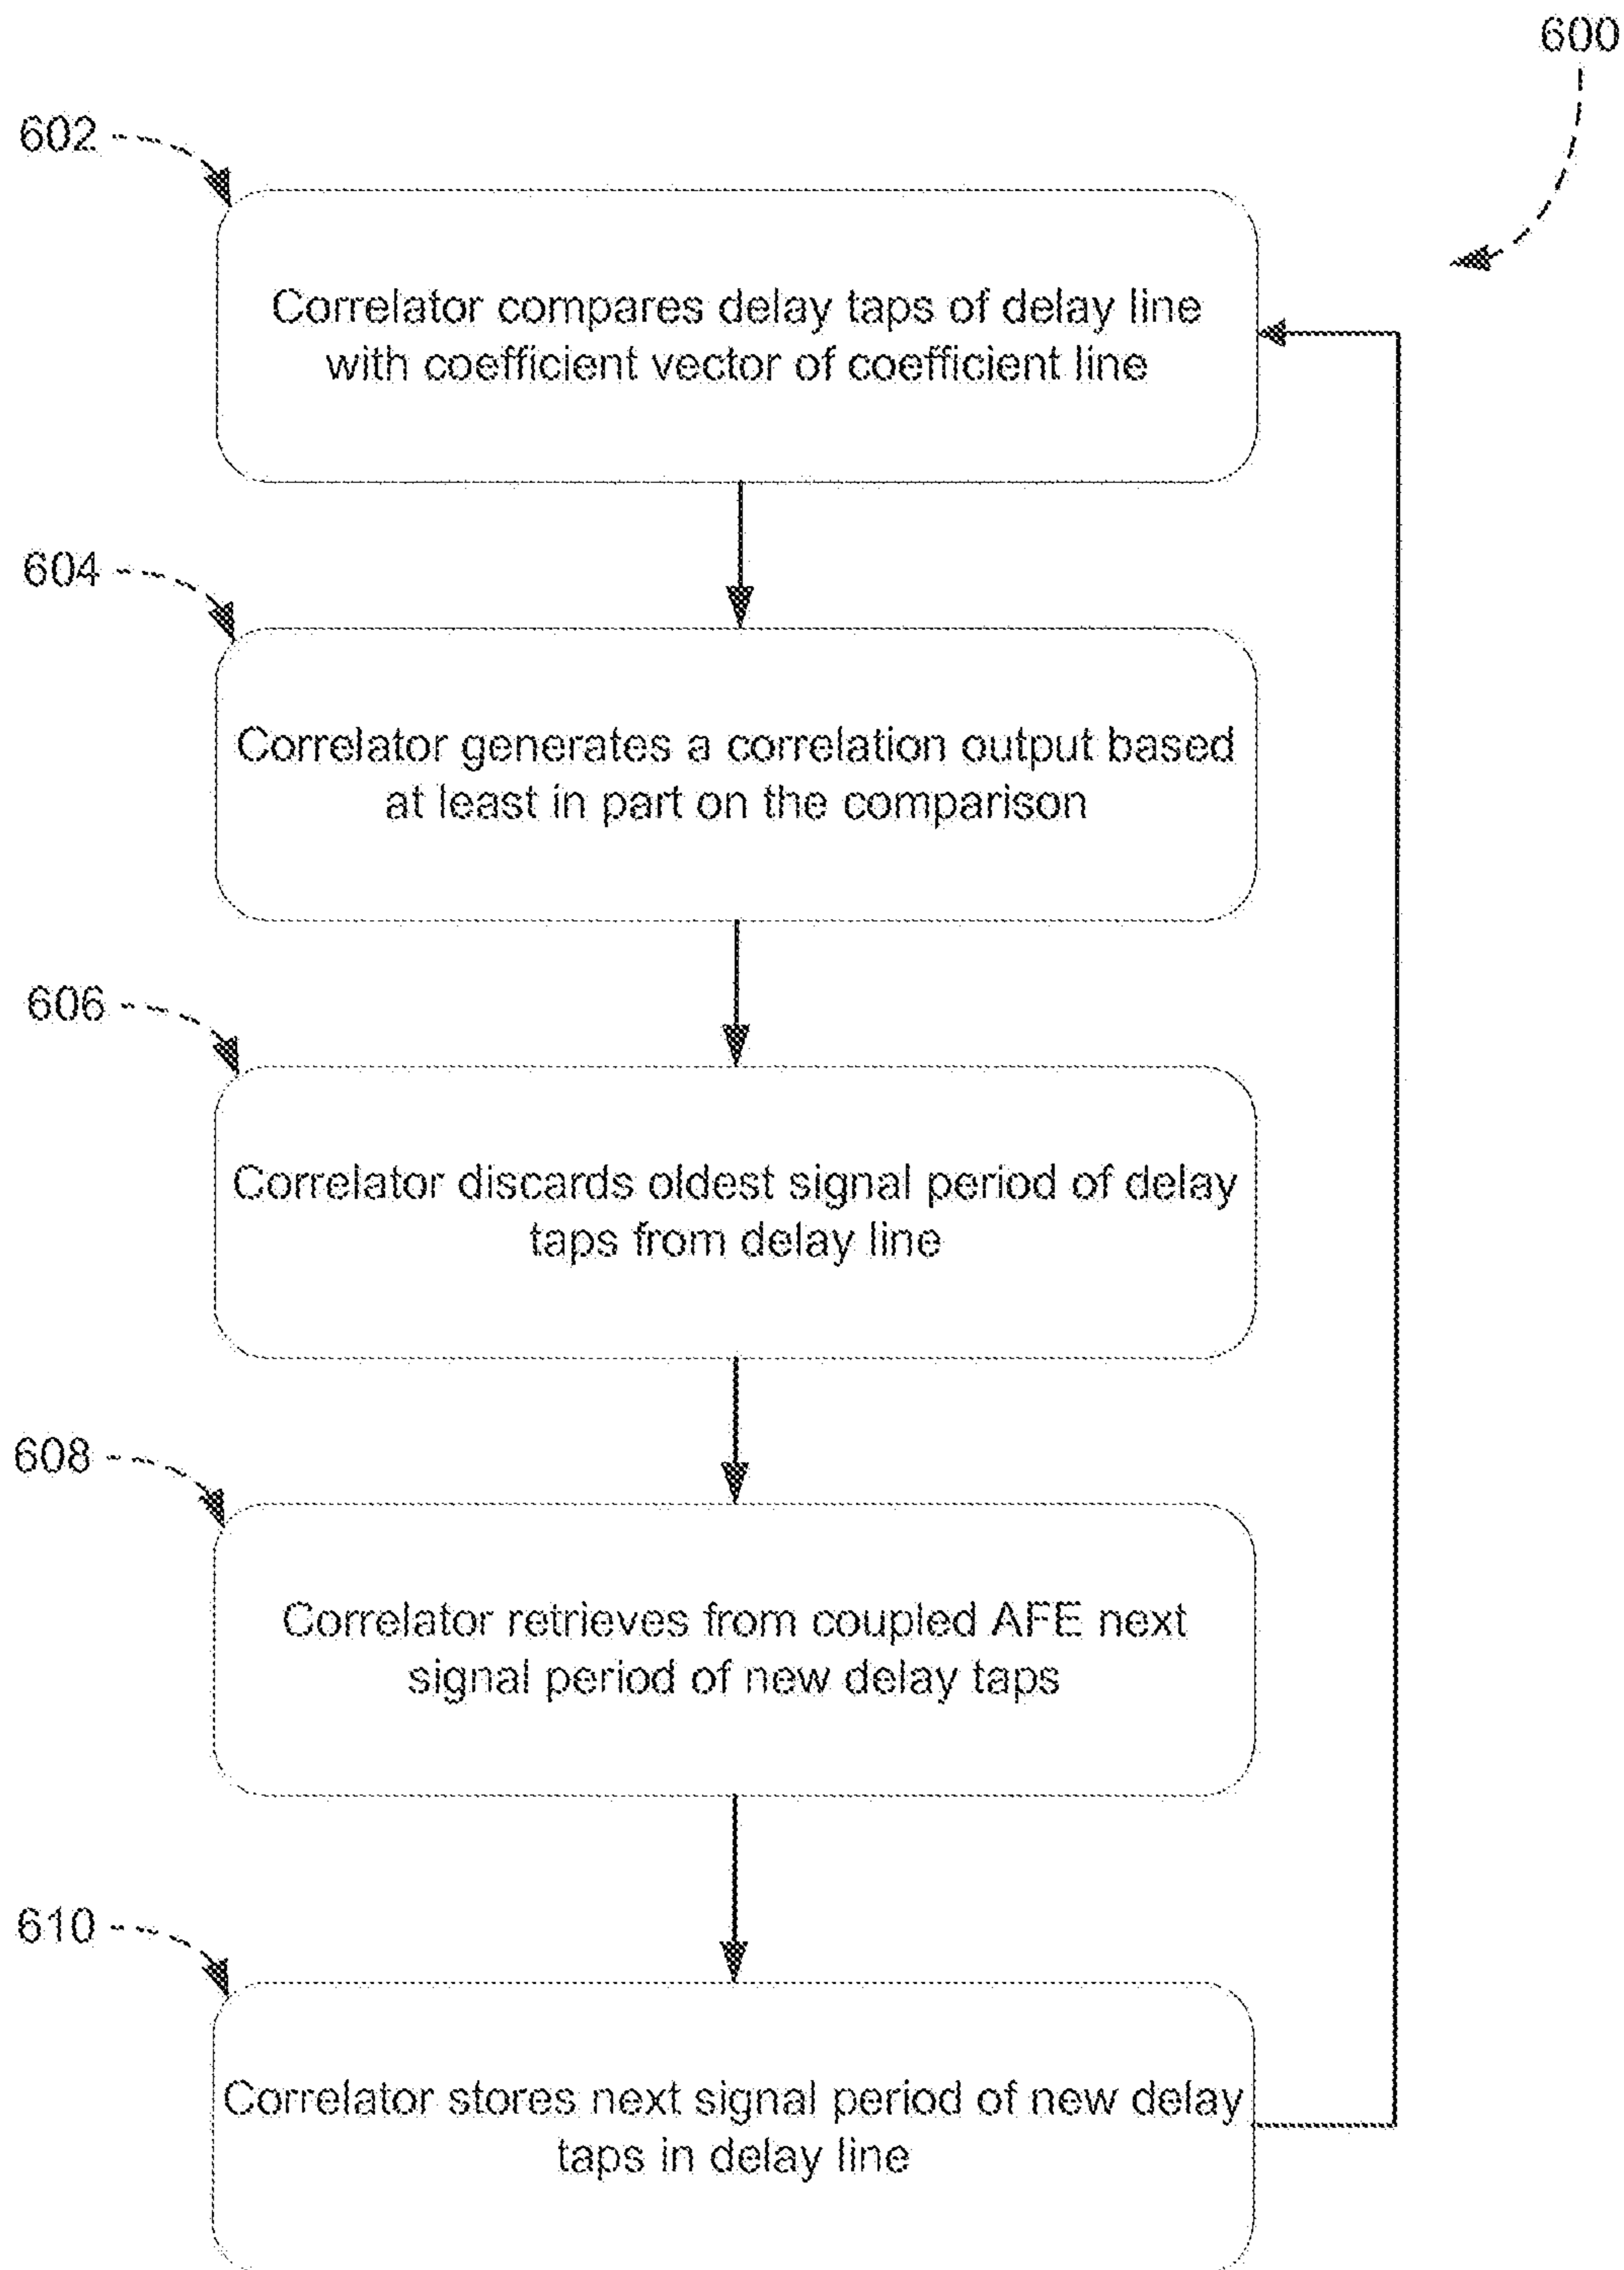 600
602
Correlator compares delay taps of delay line
with coefficient vector of coefficient line
604
Correlator generates a correlation output based
at least in part on the comparison
606
Correlator discards oldest signal period of delay
taps from delay line
608
Correlator retrieves from coupled AFE next
signal period of new delay taps
610
Correlator stores next signal period of new delay
taps in delay line